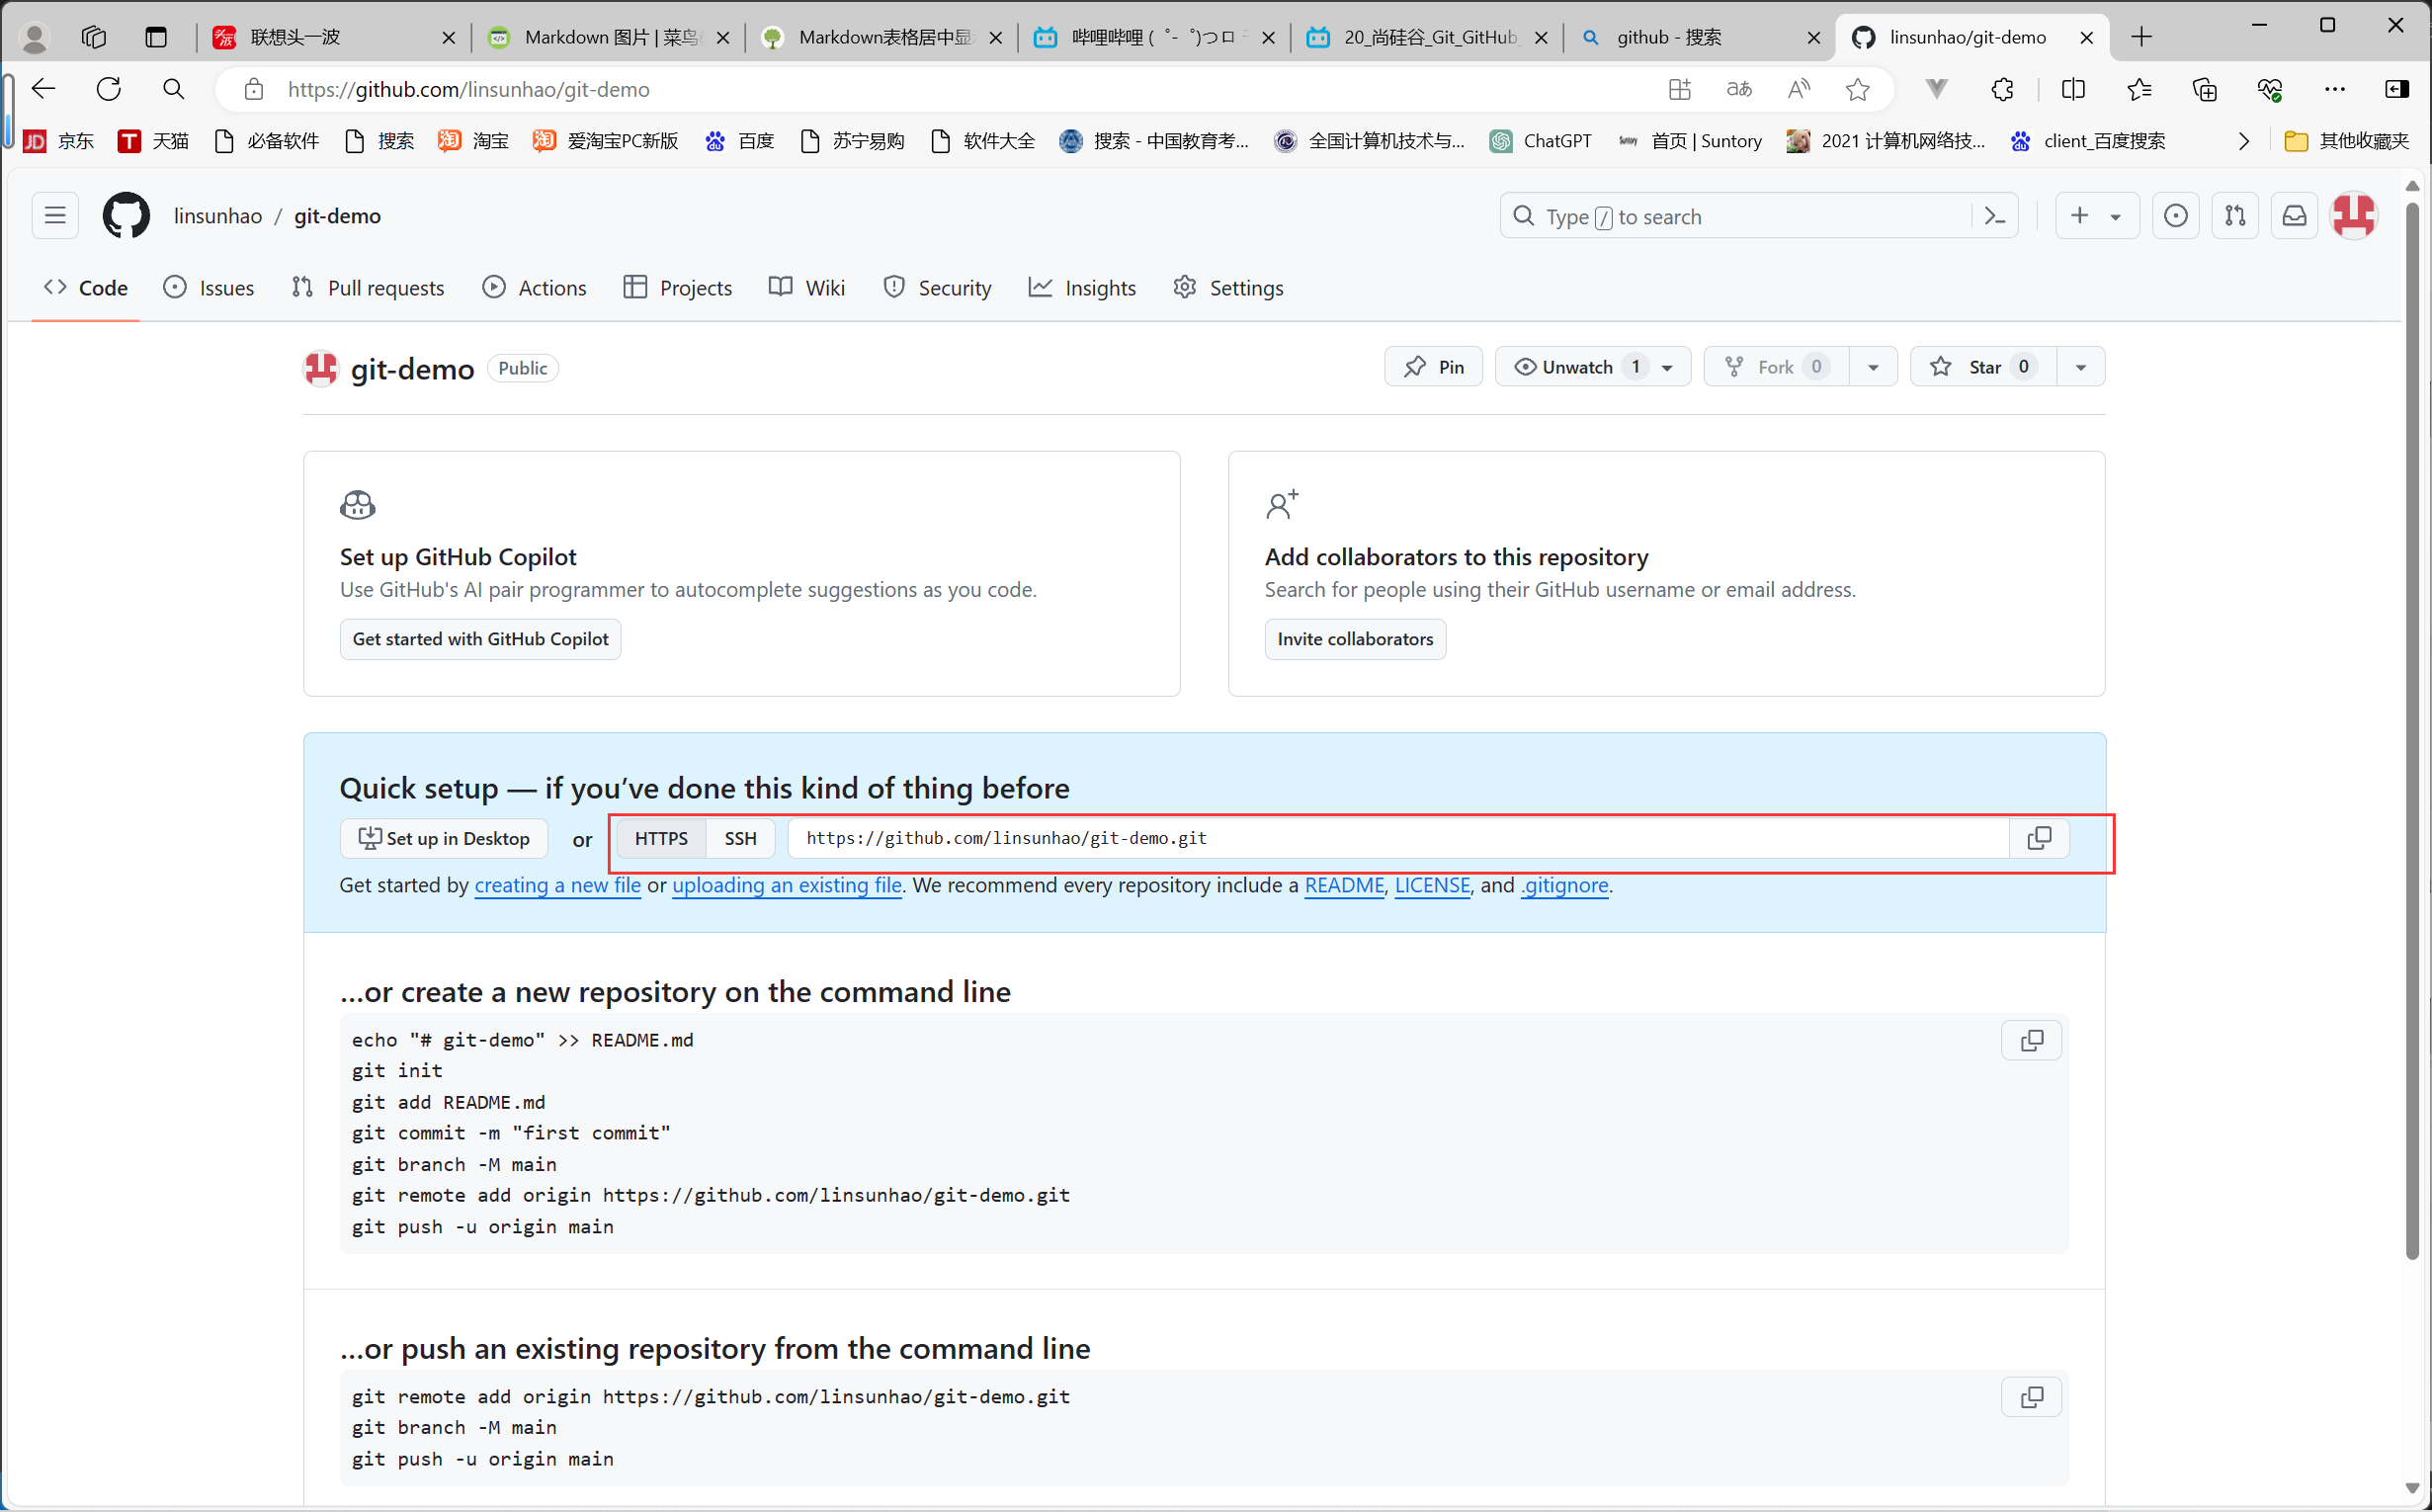 联想头一波
Markdown 图片 | 菜鸟
Markdown表格居中显
哔哩哔哩 ( ゜- ゜)つロ
20_尚硅谷_Git_GitHub
github - 搜索
linsunhao/git-demo
https://github.com/linsunhao/git-demo
京东
天猫
必备软件
搜索
淘宝
爱淘宝PC新版
百度
苏宁易购
软件大全
搜索 - 中国教育考...
全国计算机技术与...
ChatGPT
首页 | Suntory
2021 计算机网络技...
client_百度搜索
其他收藏夹
linsunhao / git-demo
Type / to search
Code
Issues
Pull requests
Actions
Projects
Wiki
Security
Insights
Settings
git-demo Public
Pin
Unwatch 1
Fork 0
Star 0
Set up GitHub Copilot
Use GitHub's AI pair programmer to autocomplete suggestions as you code.
Get started with GitHub Copilot
Add collaborators to this repository
Search for people using their GitHub username or email address.
Invite collaborators
Quick setup — if you’ve done this kind of thing before
Set up in Desktop or HTTPS SSH https://github.com/linsunhao/git-demo.git
Get started by creating a new file or uploading an existing file. We recommend every repository include a README, LICENSE, and .gitignore.
…or create a new repository on the command line
echo "# git-demo" >> README.md
git init
git add README.md
git commit -m "first commit"
git branch -M main
git remote add origin https://github.com/linsunhao/git-demo.git
git push -u origin main
…or push an existing repository from the command line
git remote add origin https://github.com/linsunhao/git-demo.git
git branch -M main
git push -u origin main